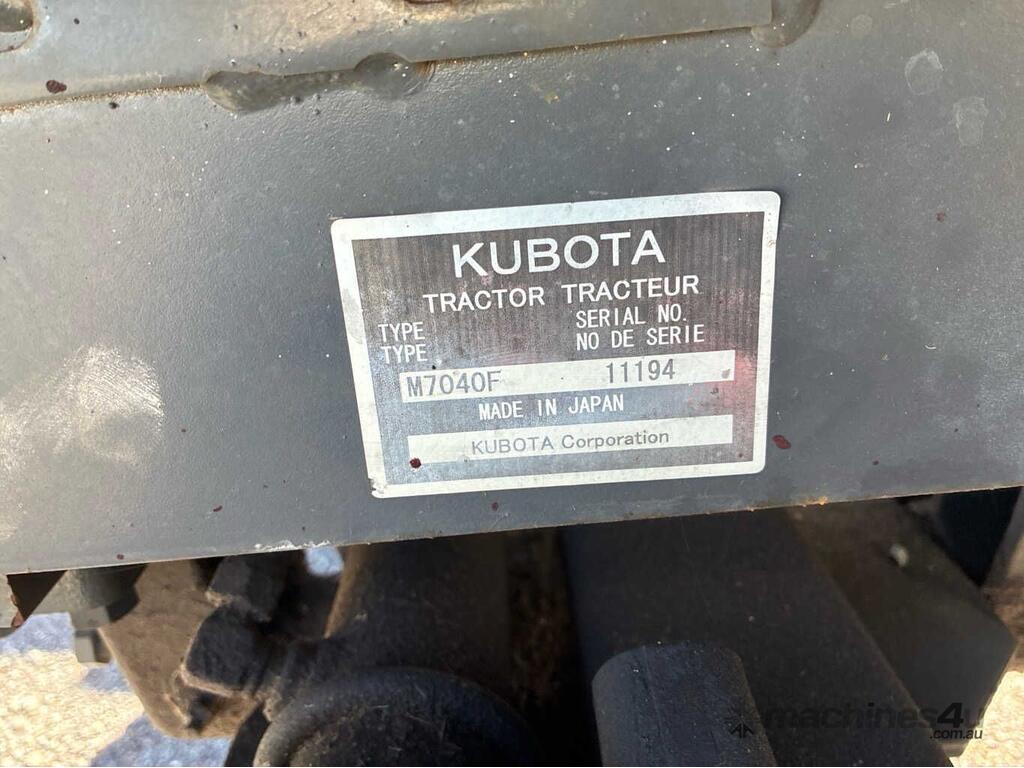 KUBOTA
TRACTOR TRACTEUR
TYPE SERIAL NO.
TYPE NO DE SERIE
M7040F 11194
MADE IN JAPAN
KUBOTA Corporation
machines4u
.com.au